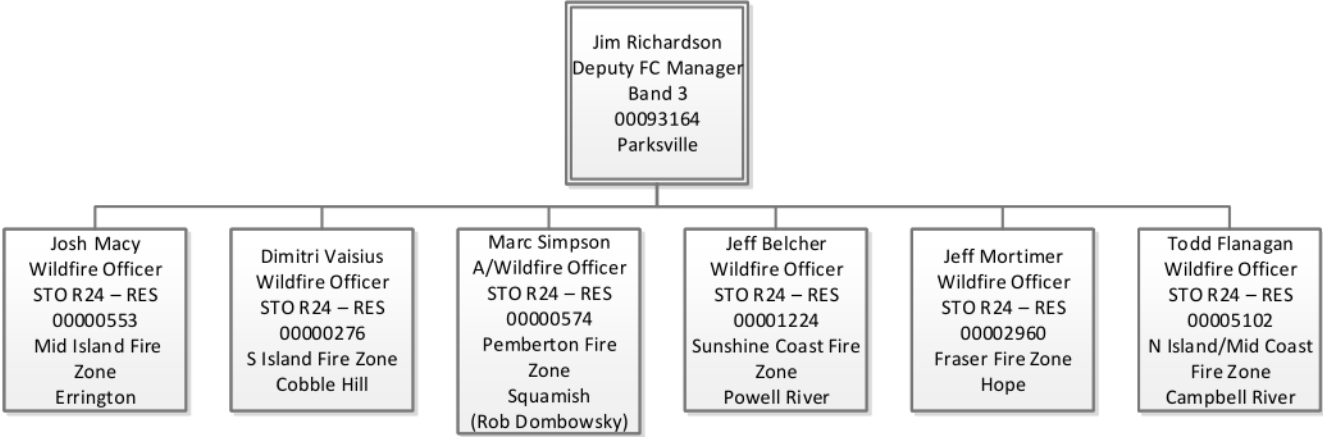 Jim Richardson
Deputy FC Manager
Band 3
00093164
Parksville
Josh Macy
Wildfire Officer
STO R24 – RES
00000553
Mid Island Fire
Zone
Errington
Dimitri Vaisius
Wildfire Officer
STO R24 – RES
00000276
S Island Fire Zone
Cobble Hill
Marc Simpson
A/Wildfire Officer
STO R24 – RES
00000574
Pemberton Fire
Zone
Squamish
(Rob Dombowsky)
Jeff Belcher
Wildfire Officer
STO R24 – RES
00001224
Sunshine Coast Fire
Zone
Powell River
Jeff Mortimer
Wildfire Officer
STO R24 – RES
00002960
Fraser Fire Zone
Hope
Todd Flanagan
Wildfire Officer
STO R24 – RES
00005102
N Island/Mid Coast
Fire Zone
Campbell River